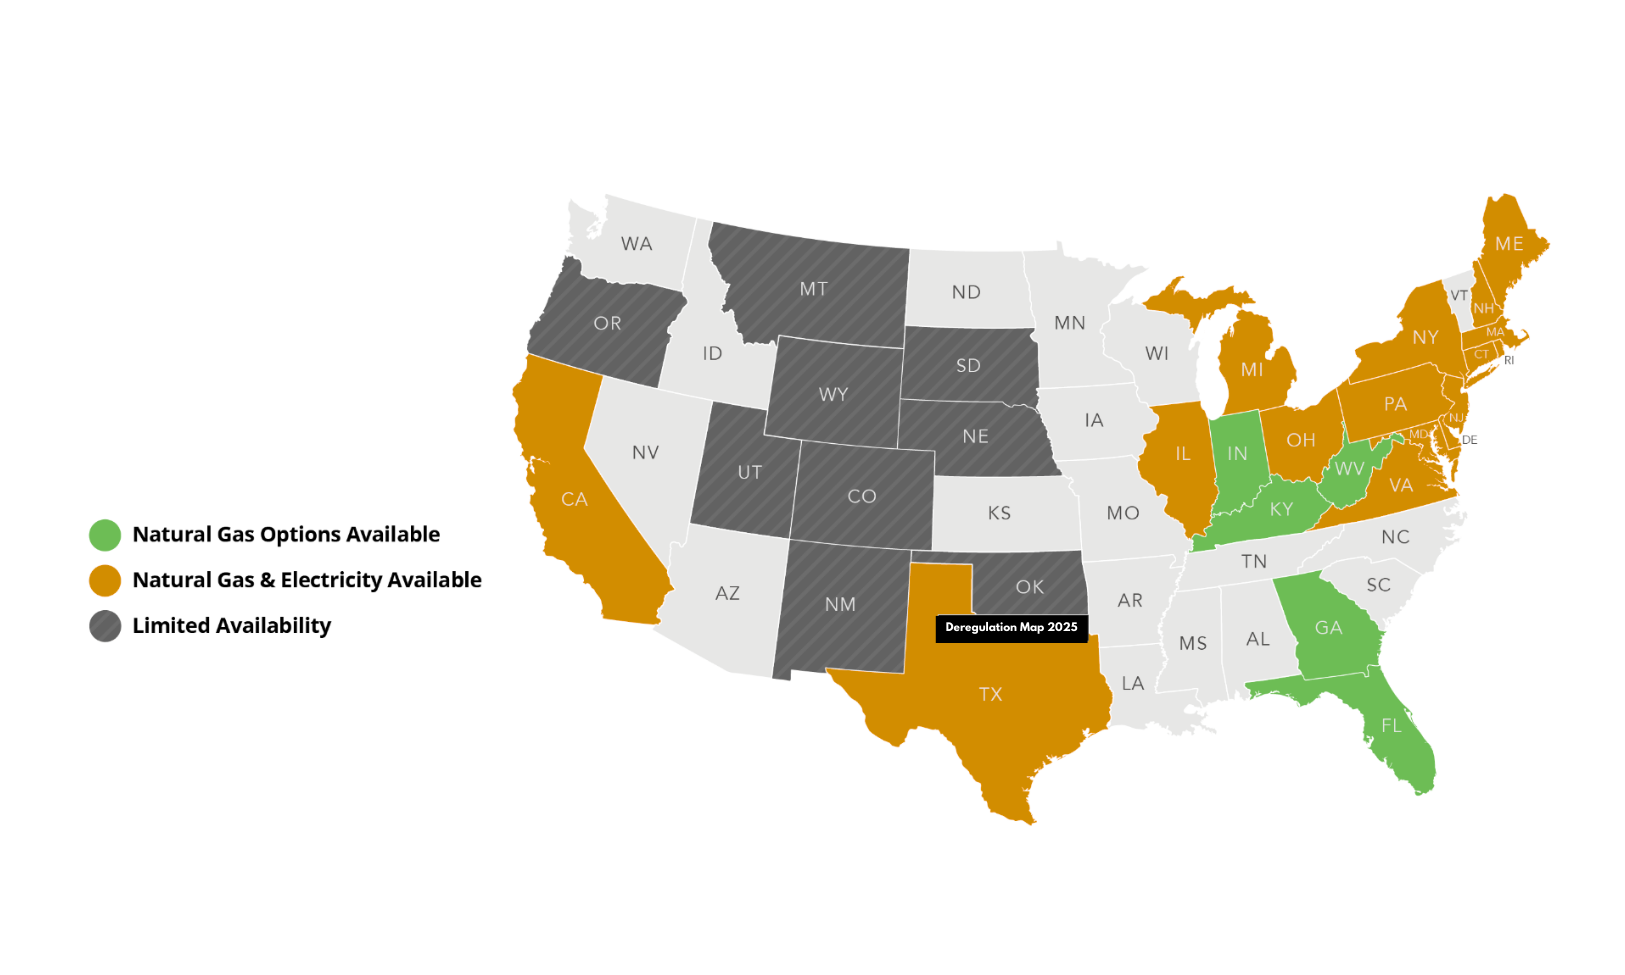 ME
WA
VT
MT
ND
NH
MN
OR
MA
NY
WI
ID
CT
RI
SD
MI
WY
PA
IA
NJ
NE
MD
DE
OH
NV
IL
IN
WV
UT
VA
CO
CA
KS
MO
KY
Natural Gas Options Available
NC
TN
Natural Gas & Electricity Available
OK
SC
AZ
AR
NM
Limited Availability
Deregulation Map 2025
GA
AL
MS
LA
TX
FL